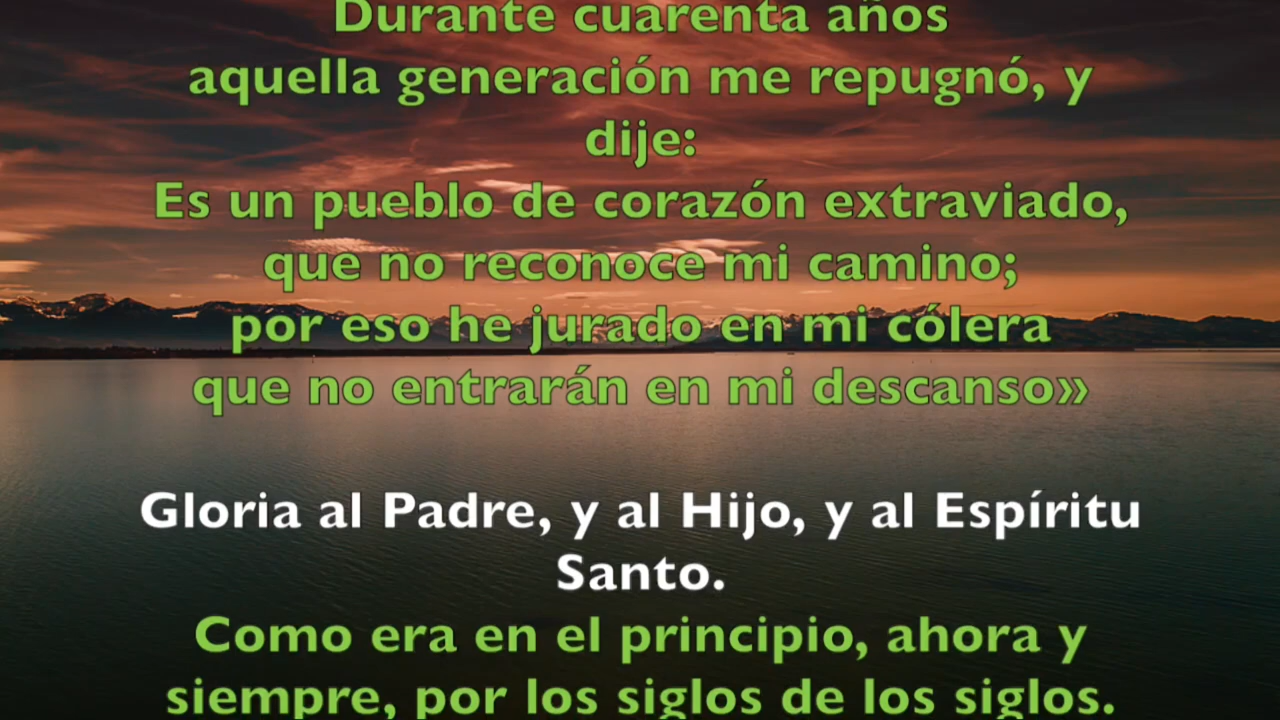 Durante cuarenta años
aquella generación me repugnó, y
dije:
Es un pueblo de corazón extraviado,
que no reconoce mi camino;
por eso he jurado en mi cólera
que no entrarán en mi descanso»
Gloria al Padre, y al Hijo, y al Espíritu
Santo.
Como era en el principio, ahora y
siempre, por los siglos de los siglos.